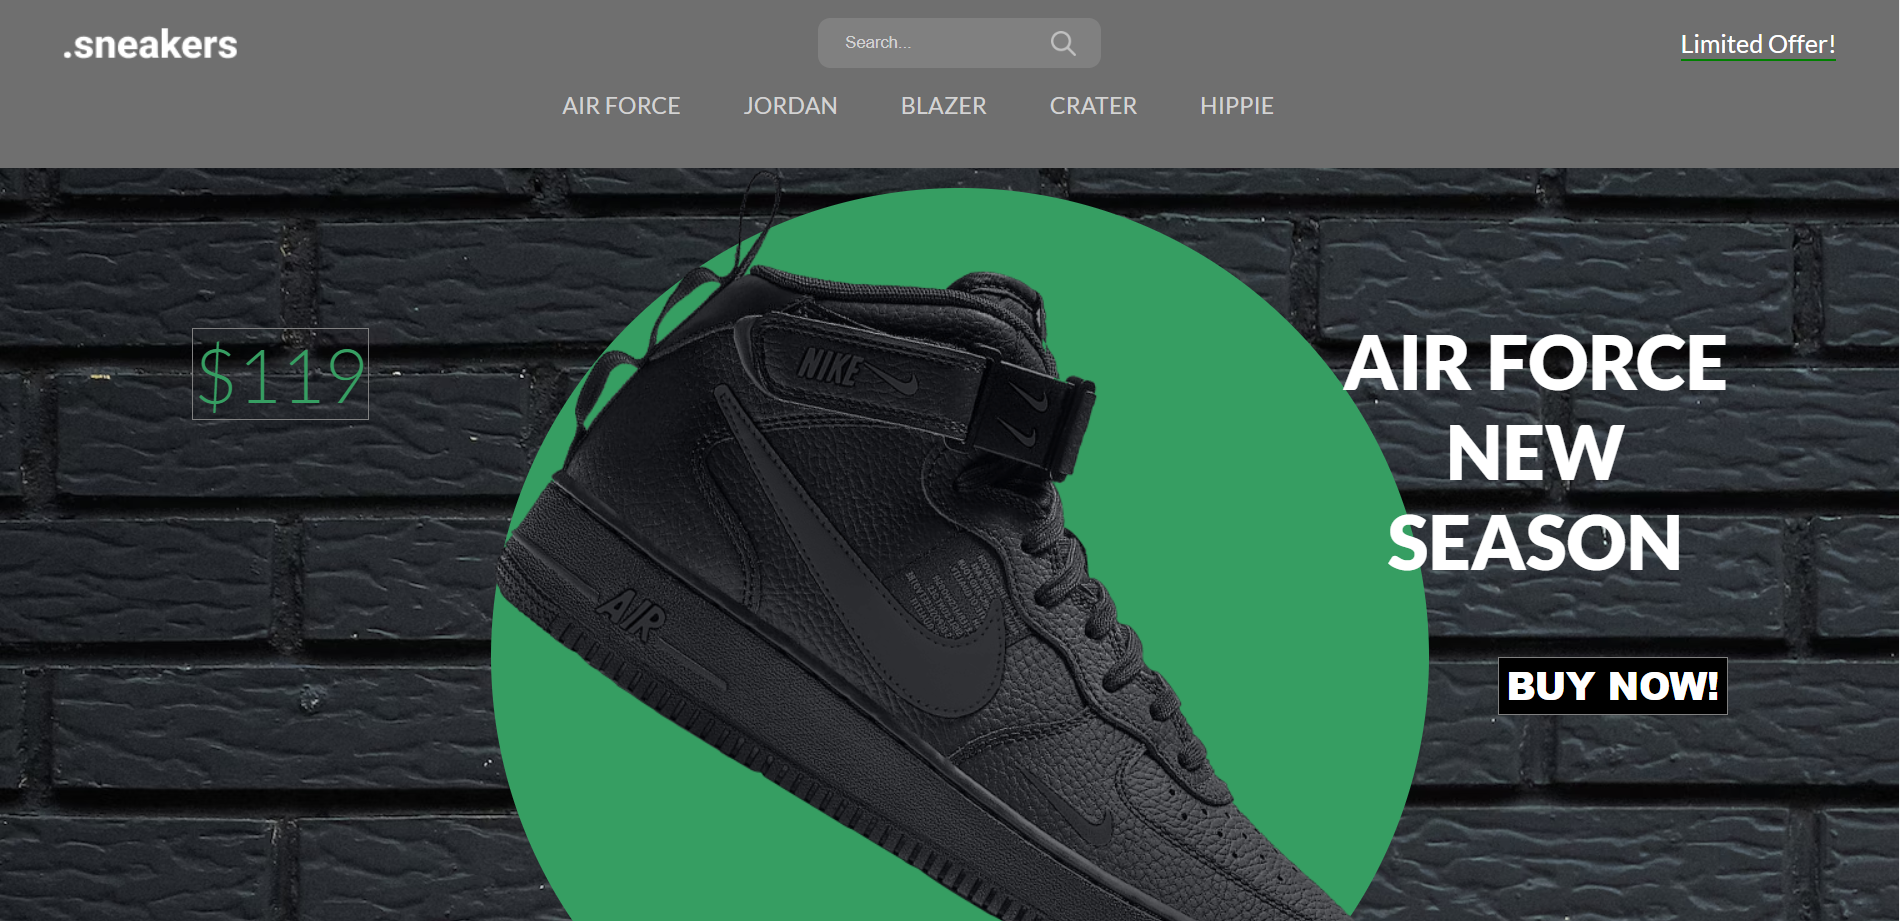 .sneakers
Search...
Limited Offer!
AIR FORCE JORDAN BLAZER CRATER HIPPIE
$119
AIR FORCE
NEW
SEASON
BUY NOW!
NIKE
AIR